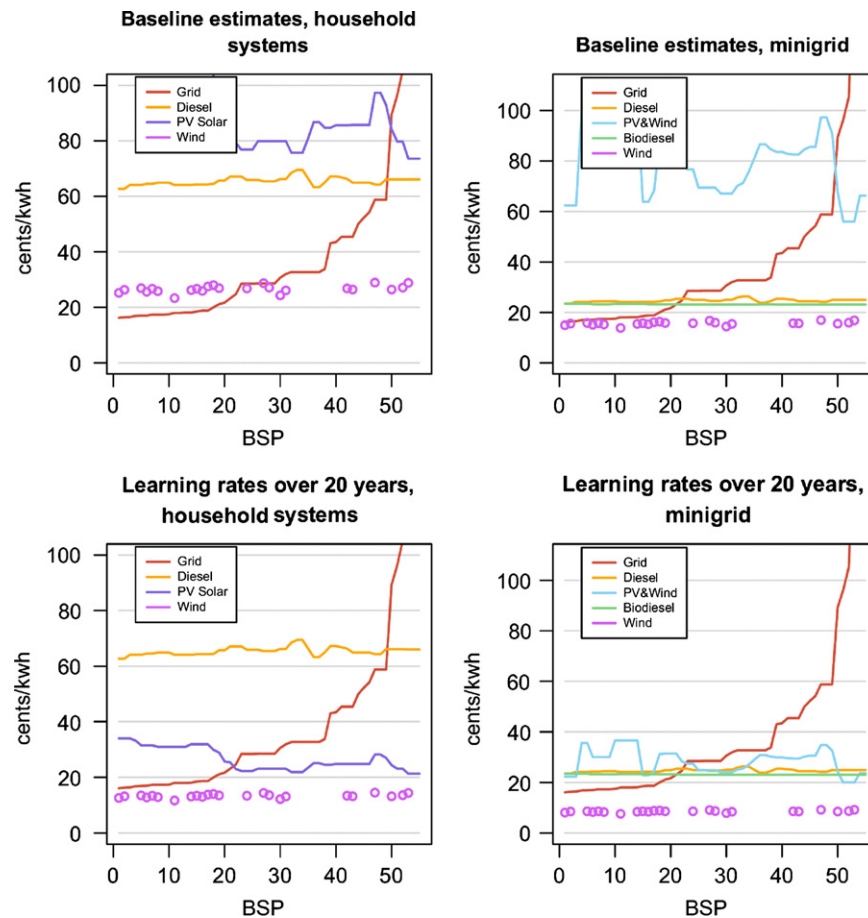 Baseline estimates, household
systems
100
80
60
40
20
0
cents/kwh
Grid
Diesel
PV Solar
Wind
0 10 20 30 40 50
BSP
Baseline estimates, minigrid
100
80
60
40
20
0
cents/kwh
Grid
Diesel
PV&Wind
Biodiesel
Wind
0 10 20 30 40 50
BSP
Learning rates over 20 years,
household systems
100
80
60
40
20
0
cents/kwh
Grid
Diesel
PV Solar
Wind
0 10 20 30 40 50
BSP
Learning rates over 20 years,
minigrid
100
80
60
40
20
0
cents/kwh
Grid
Diesel
PV&Wind
Biodiesel
Wind
0 10 20 30 40 50
BSP